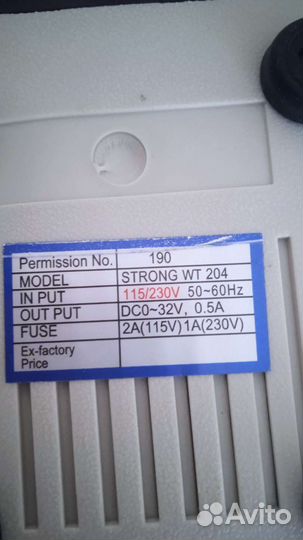 Permission No. 190
MODEL STRONG WT 204
IN PUT 115/230V 50~60Hz
OUT PUT DC0~32V, 0.5A
FUSE 2A(115V)1A(230V)
Ex-factory
Price
Avito